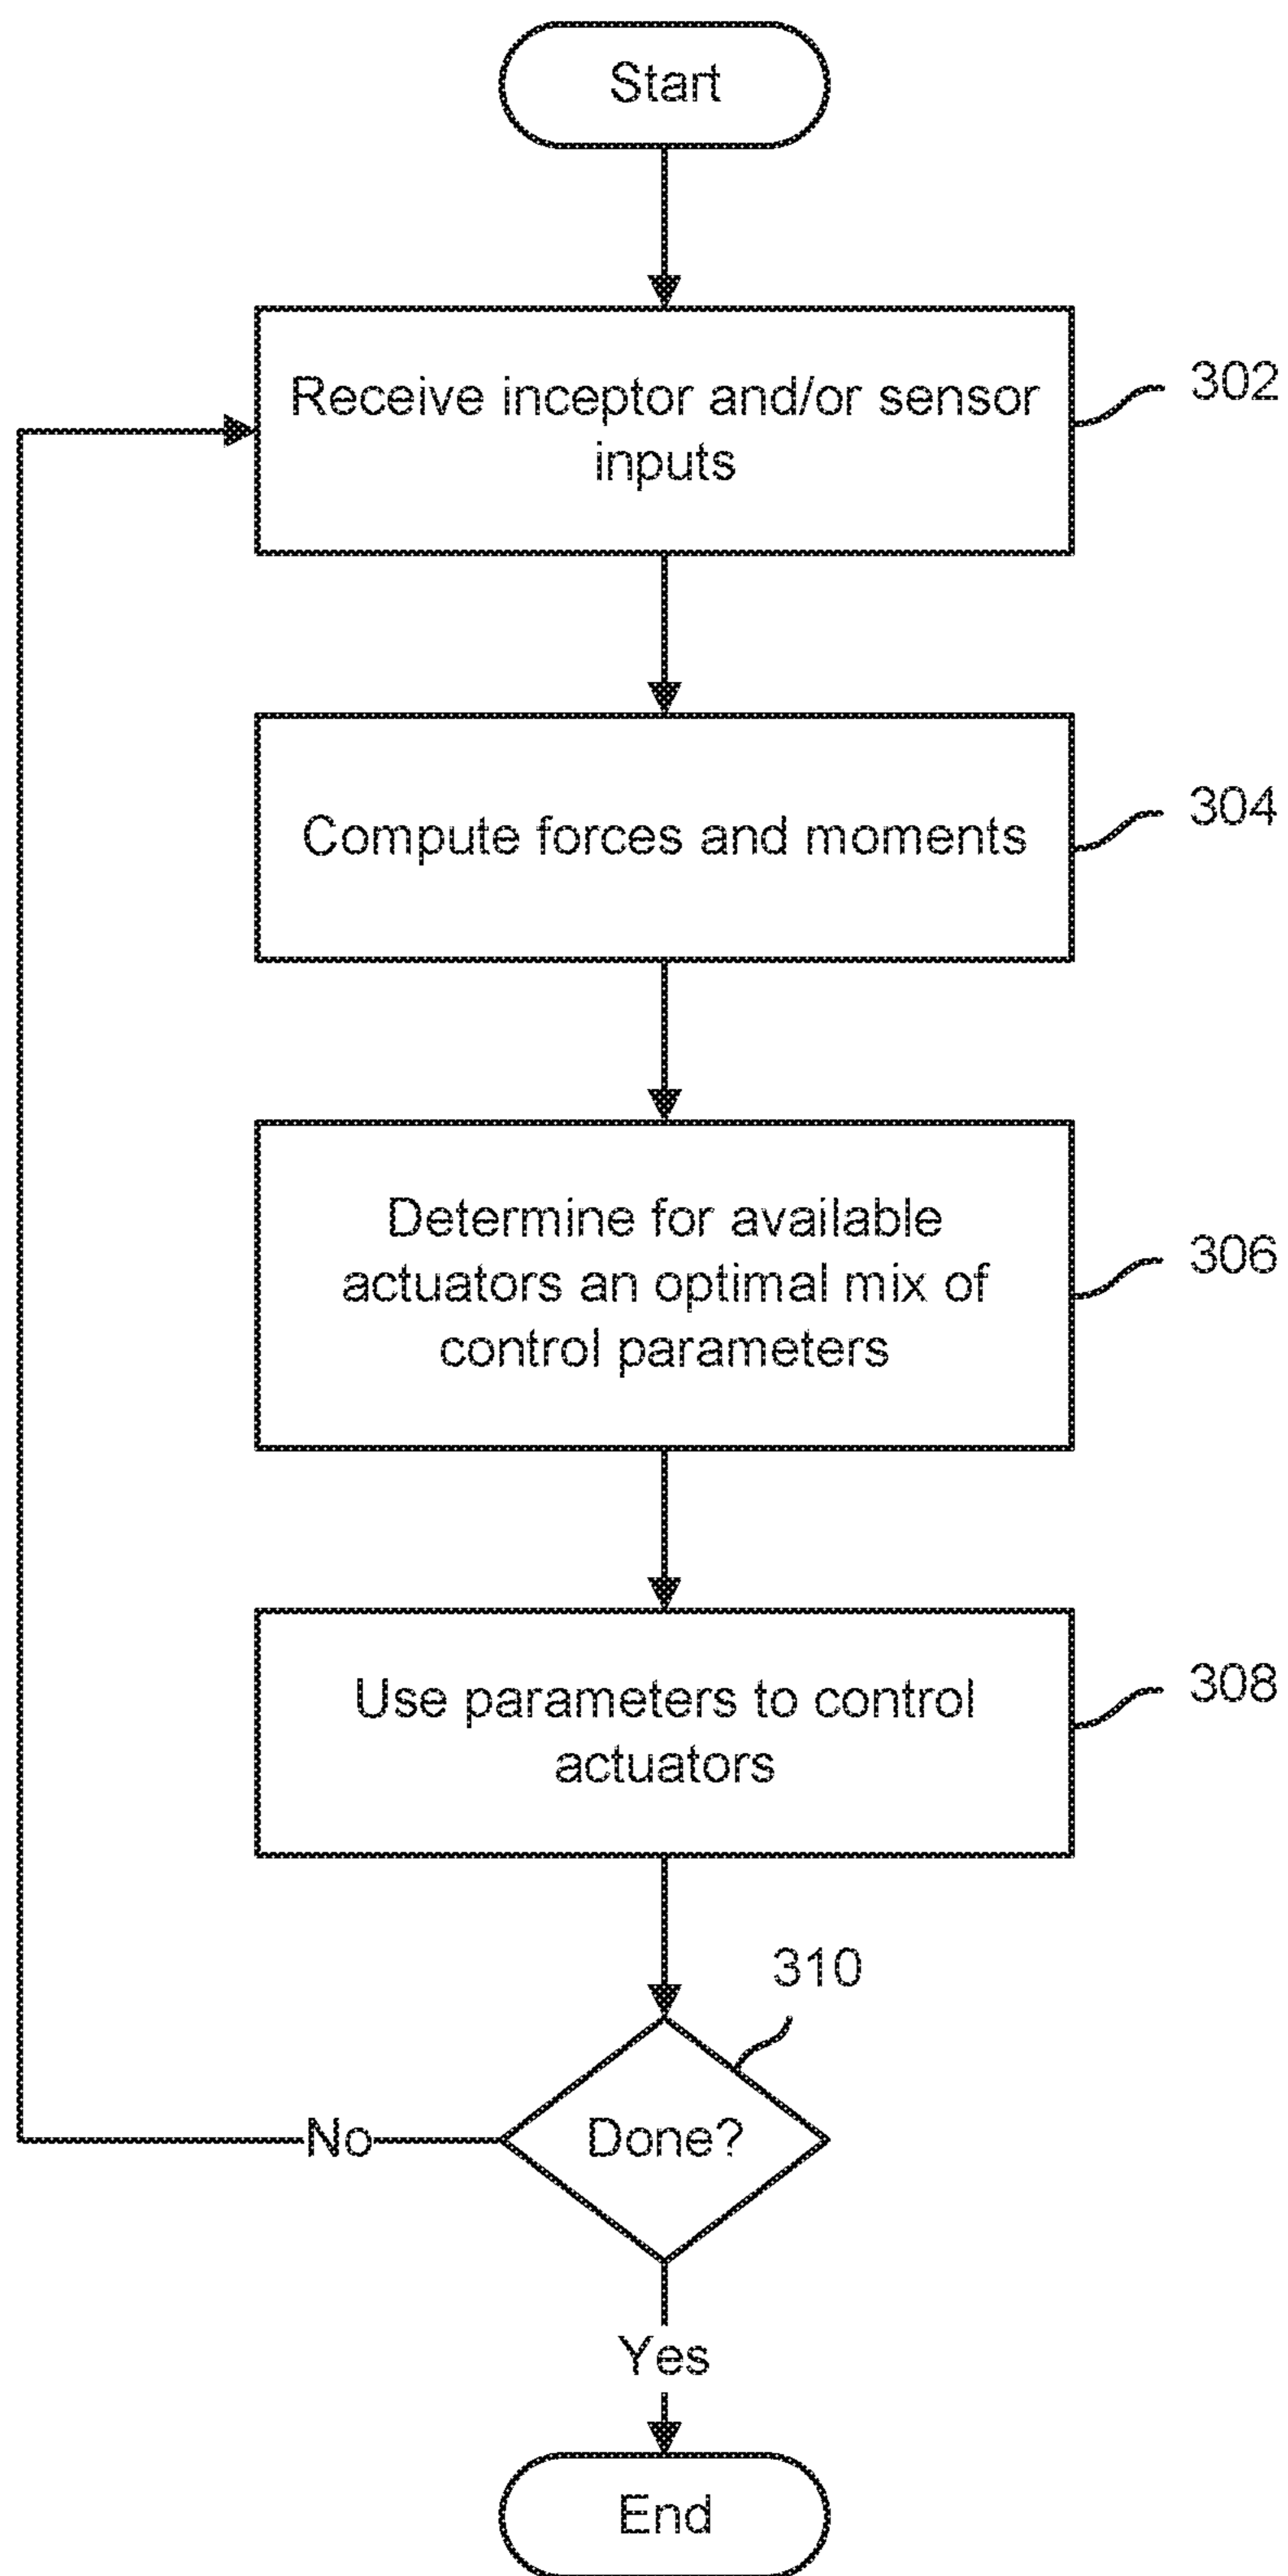 Start
Receive inceptor and/or sensor
inputs
302
Compute forces and moments
304
Determine for available
actuators an optimal mix of
control parameters
306
Use parameters to control
actuators
308
310
Done?
No
Yes
End